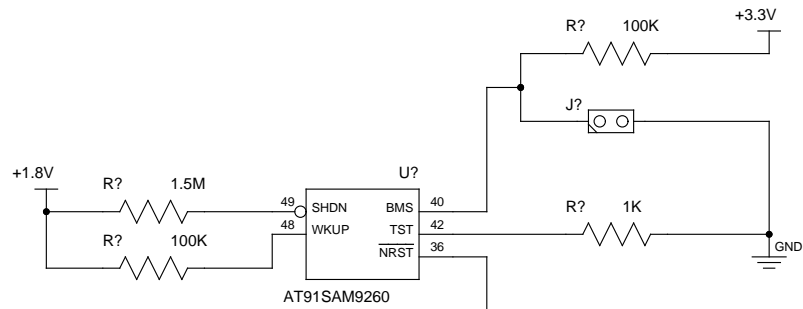 +3.3V
R? 100K
J?
+1.8V
U?
R? 1.5M
49 SHDN BMS 40
48 WKUP TST 42
R? 1K
R? 100K
NRST 36
GND
AT91SAM9260